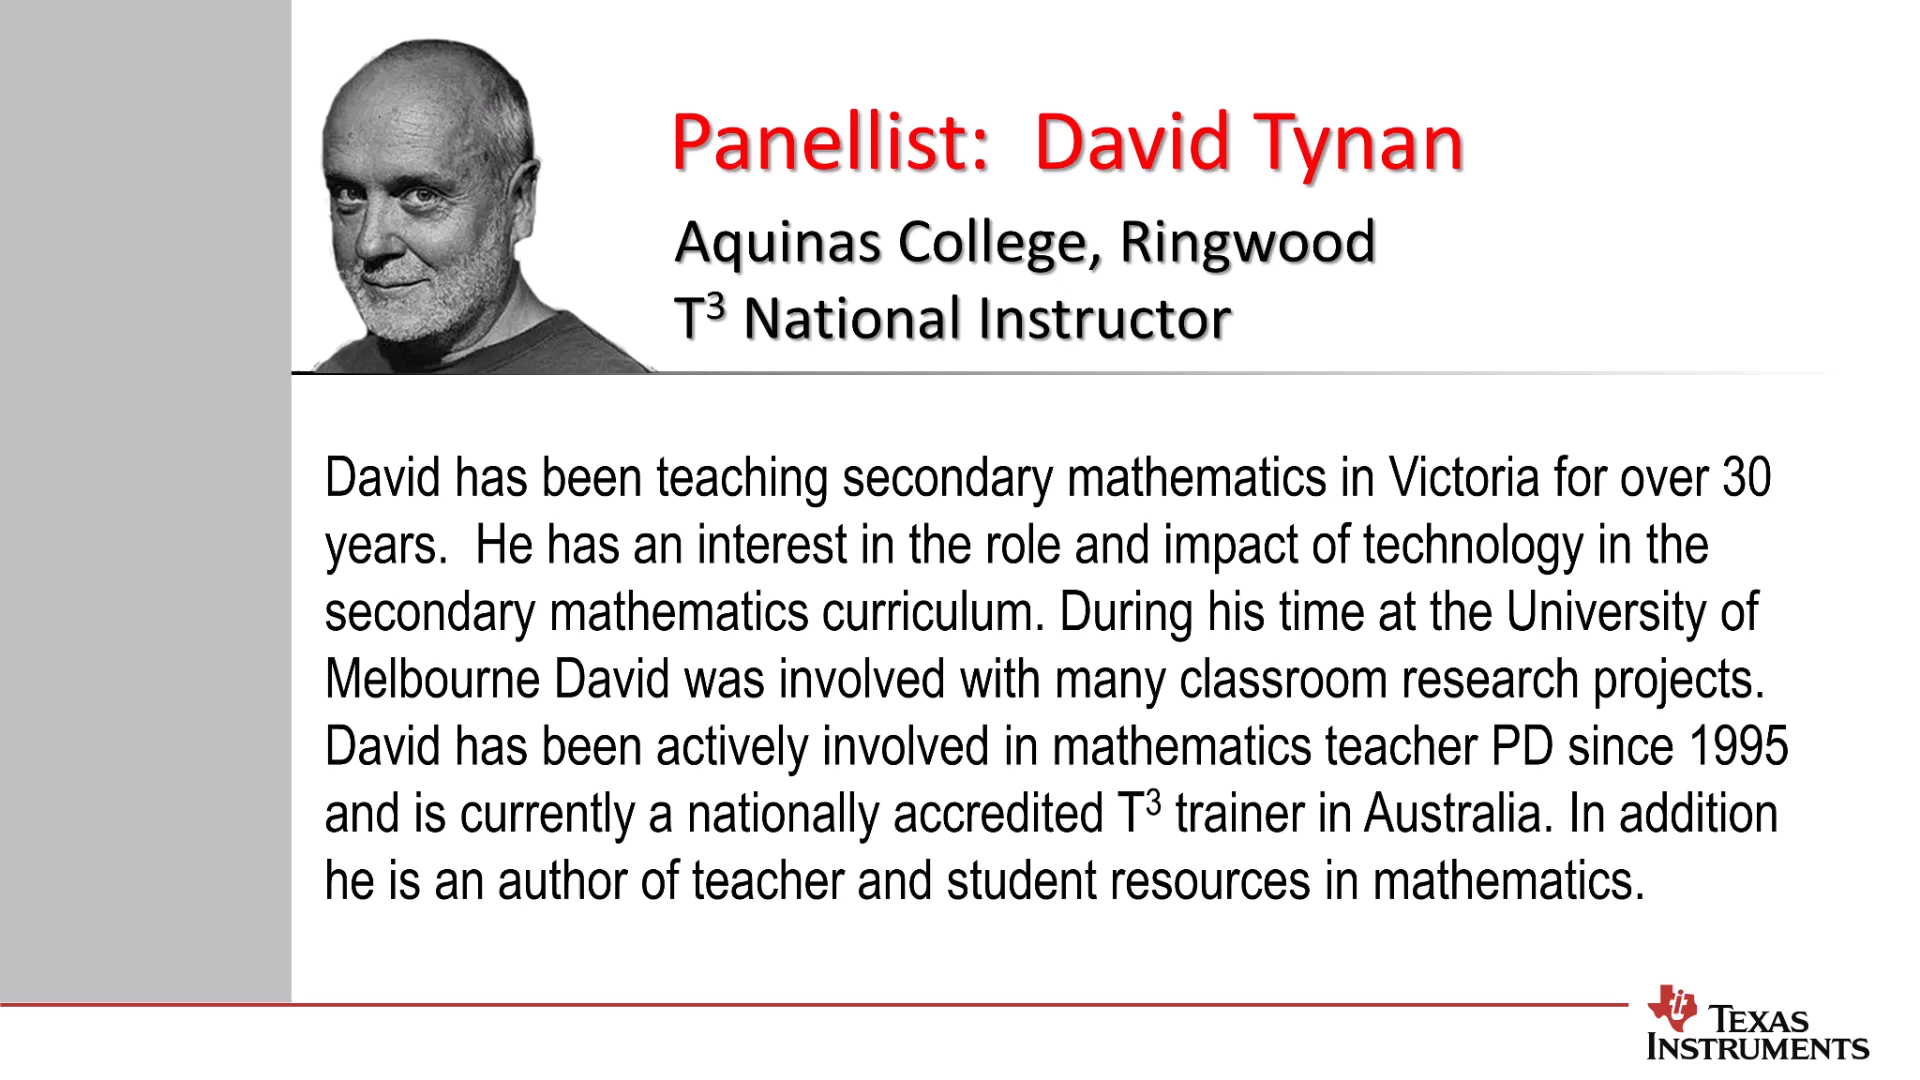 Panellist: David Tynan
Aquinas College, Ringwood
T³ National Instructor
David has been teaching secondary mathematics in Victoria for over 30
years. He has an interest in the role and impact of technology in the
secondary mathematics curriculum. During his time at the University of
Melbourne David was involved with many classroom research projects.
David has been actively involved in mathematics teacher PD since 1995
and is currently a nationally accredited T³ trainer in Australia. In addition
he is an author of teacher and student resources in mathematics.
TEXAS
INSTRUMENTS